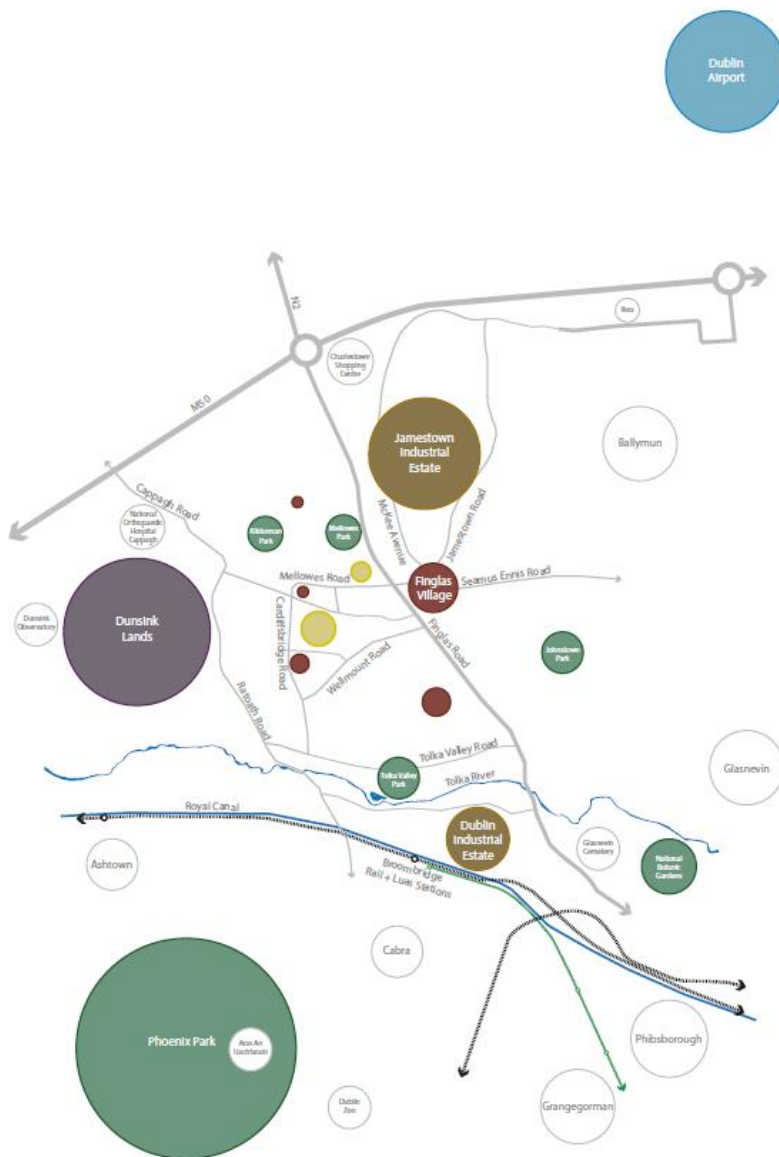 Dublin
Airport
N2
Ikea
Charlestown
Shopping
Centre
M50
Jamestown
Industrial
Estate
Ballymun
Cappagh Road
National
Orthopaedic
Hospital
Cappagh
Kildonnan
Park
Mellowes
Park
McKee Avenue
Jamestown Road
Mellowes Road
Finglas
Village
Seamus Ennis Road
Dunsink
Observatory
Dunsink
Lands
Cardiffsbridge Road
Finglas Road
Wellmount Road
Johnstown
Park
Ratoath Road
Tolka Valley Road
Tolka Valley
Park
Tolka River
Glasnevin
Royal Canal
Dublin
Industrial
Estate
Glasnevin
Cemetery
National
Botanic
Gardens
Ashtown
Broombridge
Rail + Luas Stations
Cabra
Phoenix Park
Aras An
Uachtarain
Phibsborough
Dublin
Zoo
Grangegorman